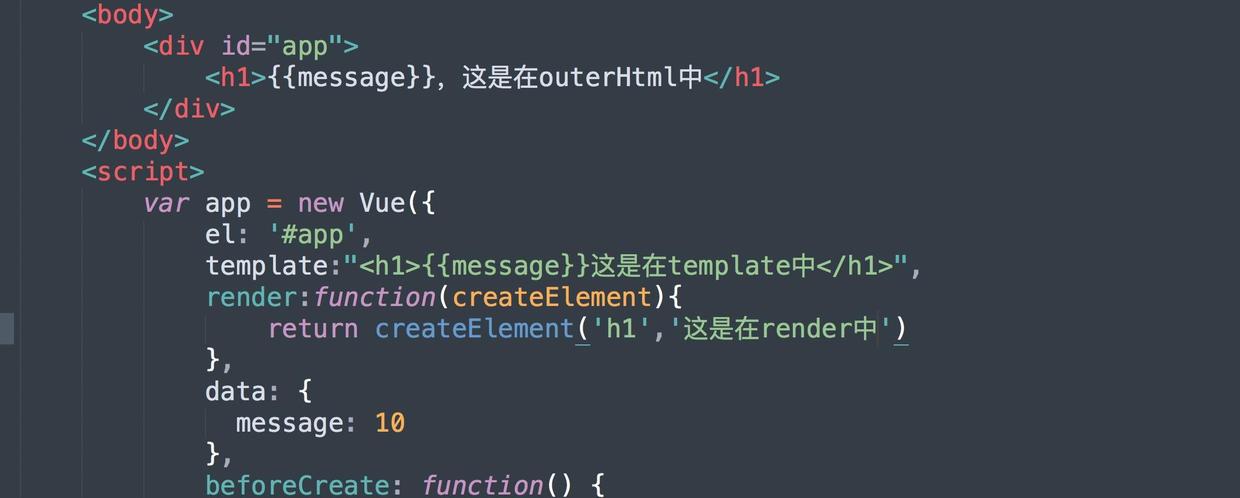 <body>
<div id="app">
<h1>{{message}}，这是在outerHtml中</h1>
</div>
</body>
<script>
var app = new Vue({
el: '#app',
template:"<h1>{{message}}这是在template中</h1>",
render:function(createElement){
return createElement('h1','这是在render中')
},
data: {
message: 10
},
beforeCreate: function() {